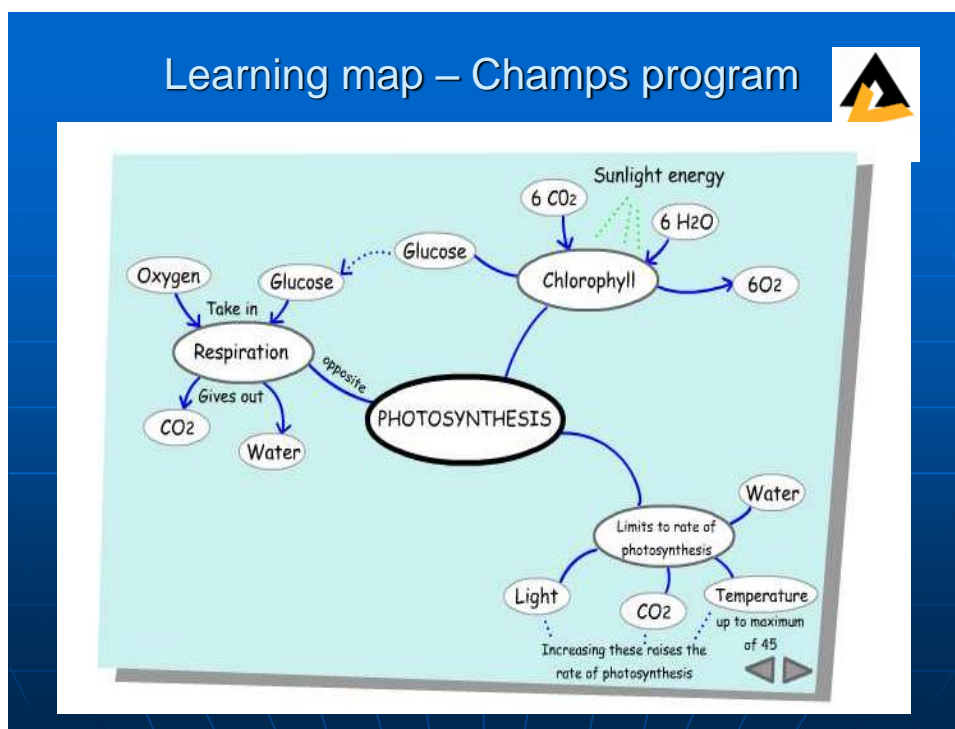 Learning map – Champs program
Sunlight energy
6 CO2
6 H2O
Glucose
Chlorophyll
6O2
Oxygen
Glucose
Take in
Respiration
opposite
Gives out
CO2
Water
PHOTOSYNTHESIS
Water
Limits to rate of
photosynthesis
Light
CO2
Temperature
up to maximum
of 45
Increasing these raises the
rate of photosynthesis